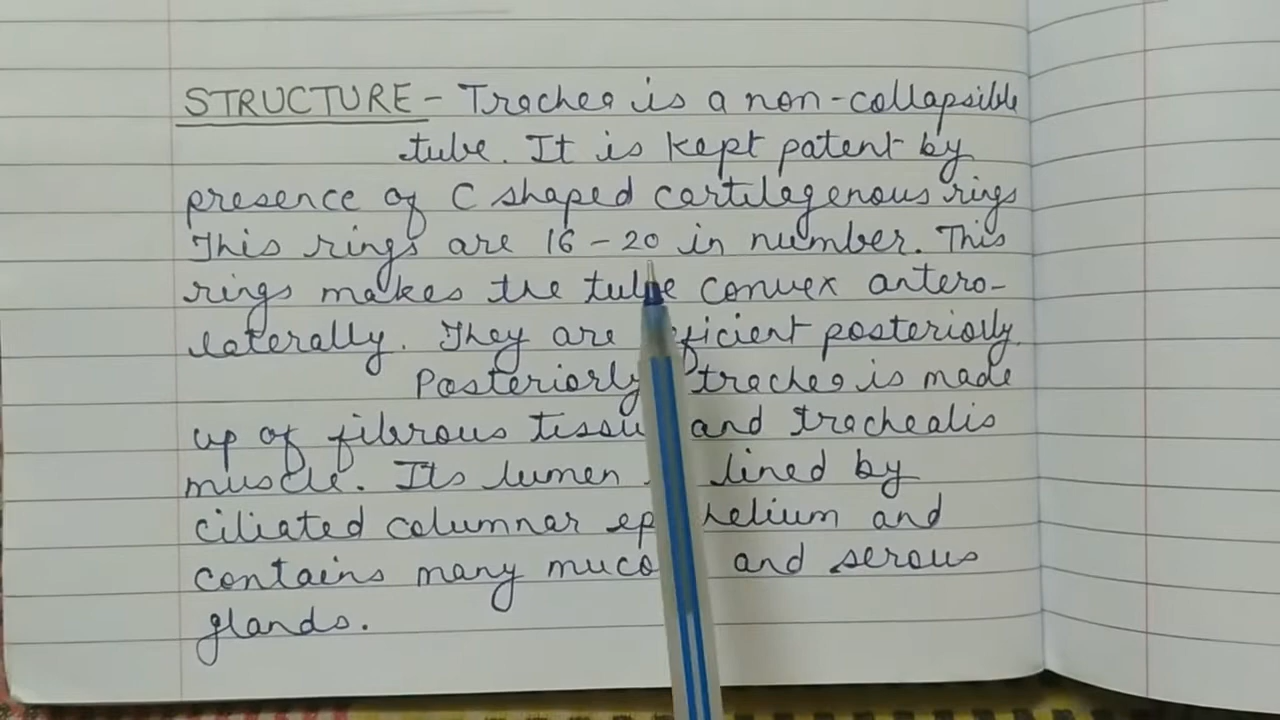 STRUCTURE - Trachea is a non-collapsible
tube. It is kept patent by
presence of C shaped cartilagenous rings
This rings are 16 - 20 in number. This
rings makes the tube convex antero-
laterally. They are posteriorly.
Posteriorly trachea is made
up of fibrous tissue and trachealis
muscle. Its lumen lined by
ciliated columnar epithelium and
contains many and serous
glands.